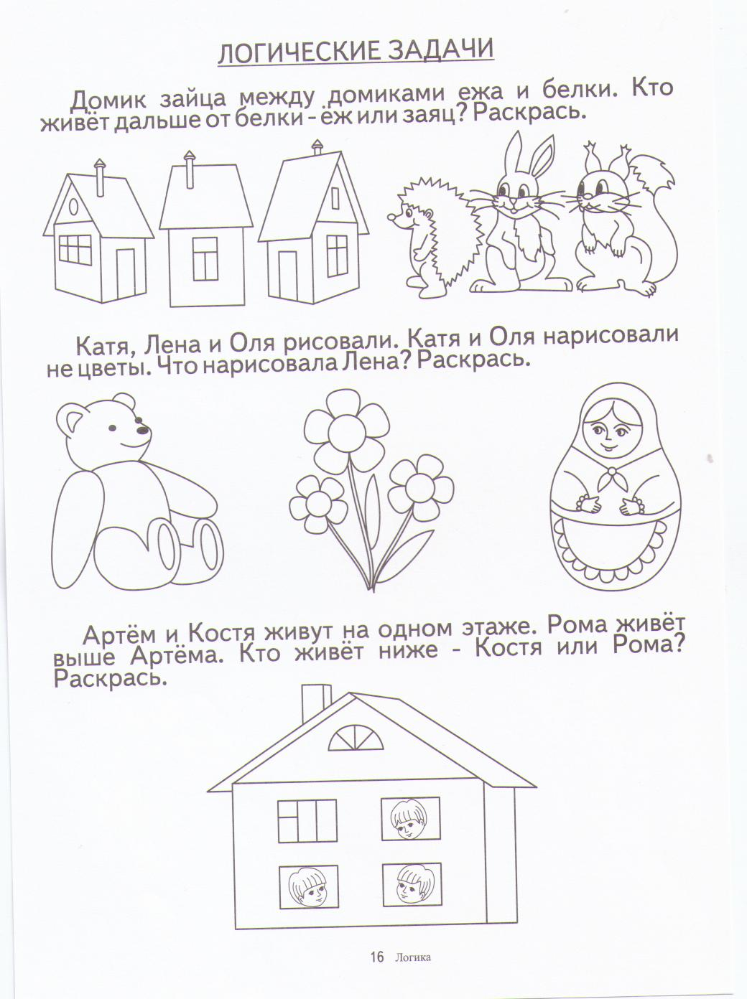 ЛОГИЧЕСКИЕ ЗАДАЧИ
Домик зайца между домиками ежа и белки. Кто
живёт дальше от белки - ёж или заяц? Раскрась.
Катя, Лена и Оля рисовали. Катя и Оля нарисовали
не цветы. Что нарисовала Лена? Раскрась.
Артём и Костя живут на одном этаже. Рома живёт
выше Артёма. Кто живёт ниже - Костя или Рома?
Раскрась.
16 Логика